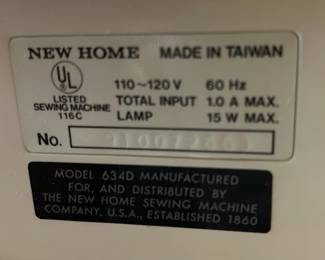 NEW HOME MADE IN TAIWAN
UL
110~120 V 60 Hz
LISTED
SEWING MACHINE
116C
TOTAL INPUT 1.0 A MAX.
LAMP 15 W MAX.
No.
MODEL 634D MANUFACTURED
FOR, AND DISTRIBUTED BY
THE NEW HOME SEWING MACHINE
COMPANY, U.S.A., ESTABLISHED 1860